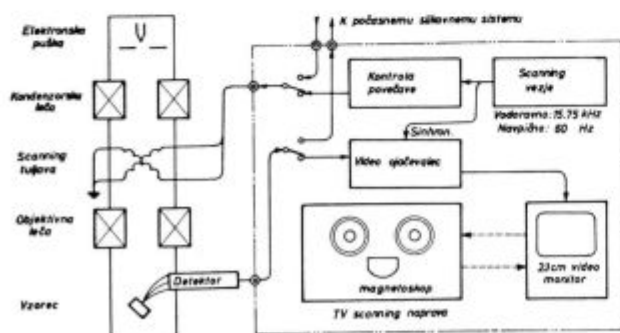 Elektronska
puška
Kondenzorska
leča
Scanning
tuljava
Objektivna
leča
Vzorec
Detektor
K počasnemu slikovnemu sistemu
Kontrola
povečave
Scanning
vezje
Vodoravno: 15.75 kHz
Navpično: 60 Hz
Sinhron.
Video ojačevalec
magnetoskop
TV scanning naprava
23cm video
monitor